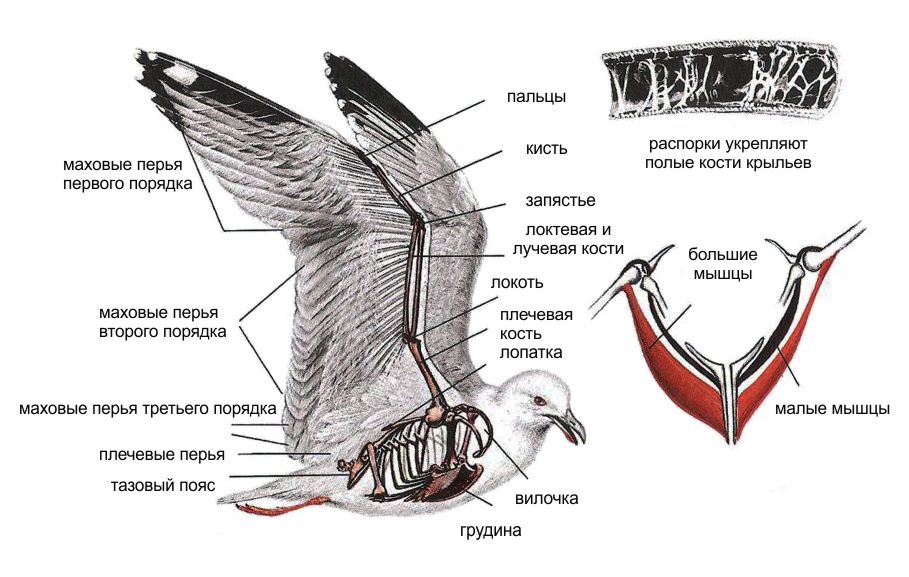 пальцы
кисть
запястье
локтевая и
лучевая кости
локоть
плечевая
кость
лопатка
маховые перья
первого порядка
маховые перья
второго порядка
маховые перья третьего порядка
плечевые перья
тазовый пояс
вилочка
грудина
распорки укрепляют
полые кости крыльев
большие
мышцы
малые мышцы